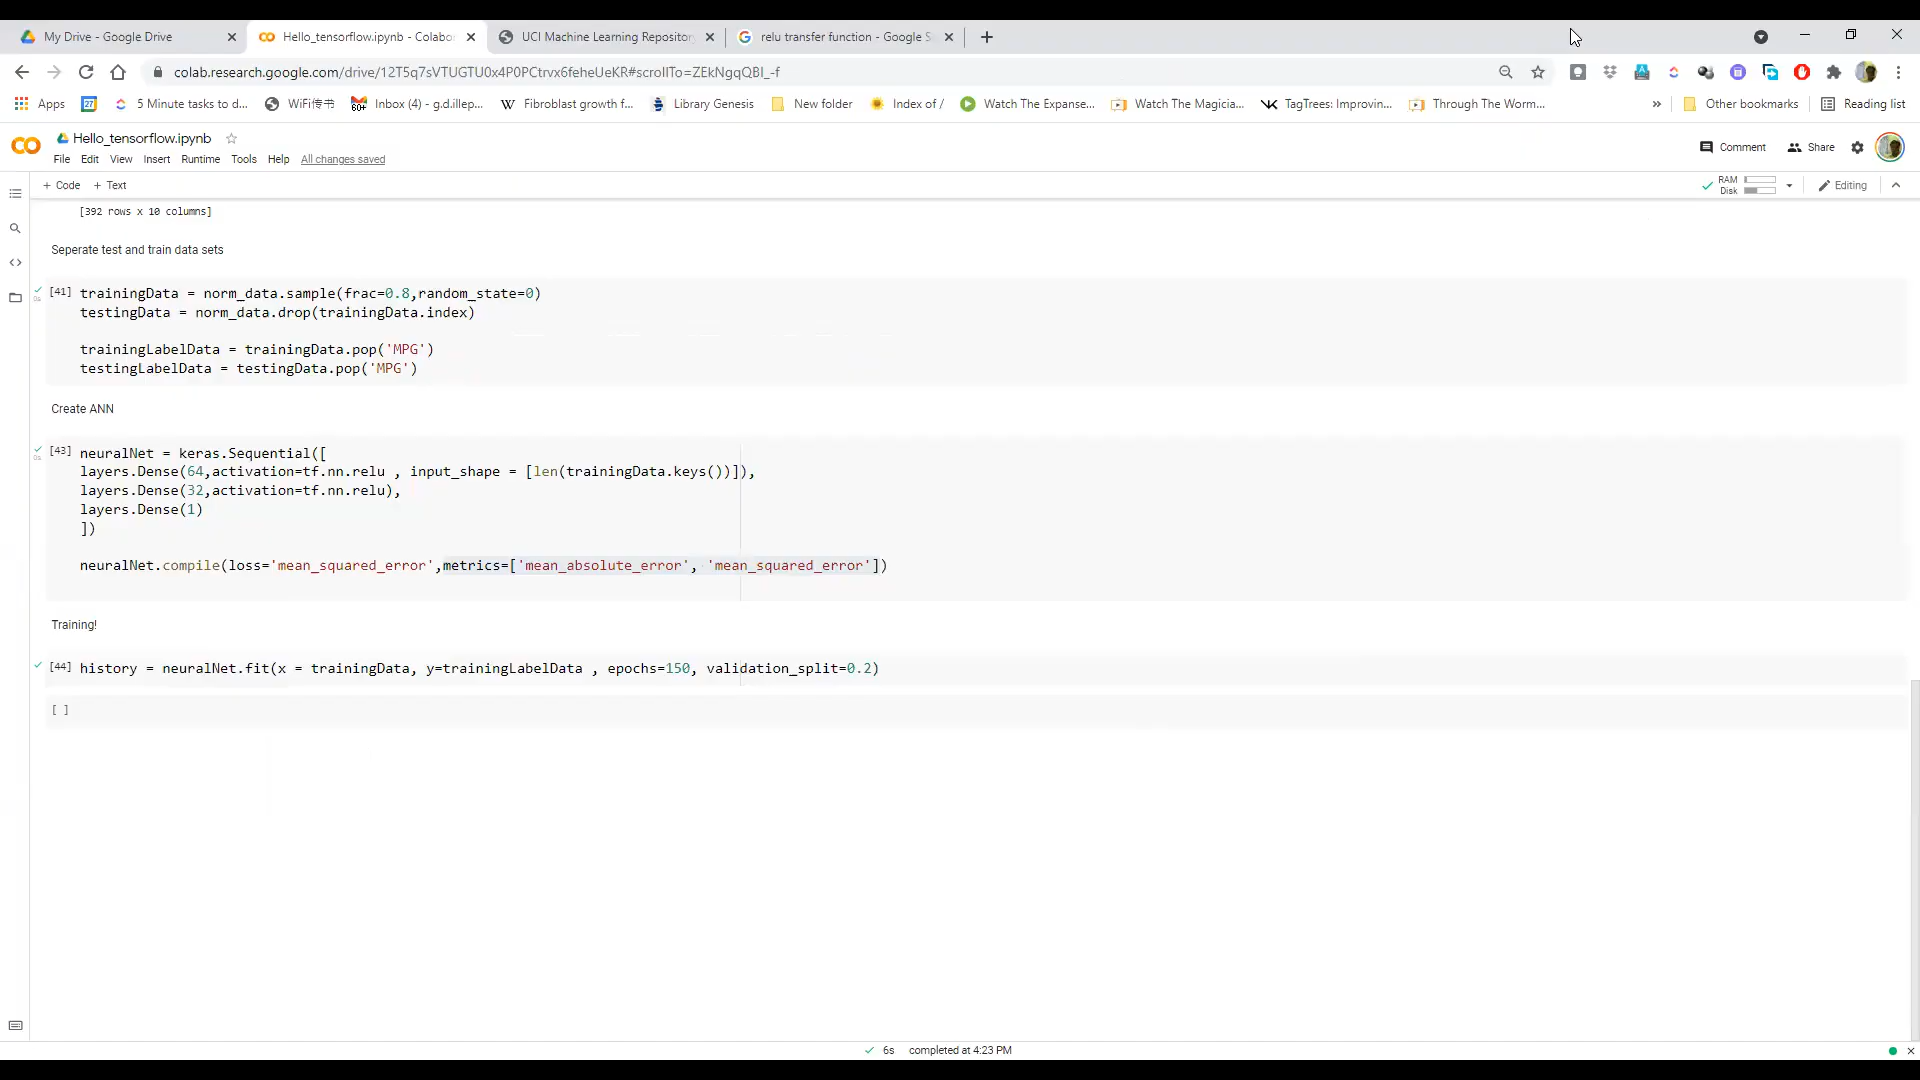 My Drive - Google Drive
Hello_tensorflow.ipynb - Colabo
UCI Machine Learning Repository
relu transfer function - Google S
colab.research.google.com/drive/12T5q7sVTUGTU0x4P0PCtrvx6feheUeKR#scrollTo=ZEkNgqQBl_-f
Apps
27
5 Minute tasks to d...
WiFi传书
60+
Inbox (4) - g.d.illep...
Fibroblast growth f...
Library Genesis
New folder
Index of /
Watch The Expanse...
Watch The Magicia...
TagTrees: Improvin...
Through The Worm...
»
Other bookmarks
Reading list
Hello_tensorflow.ipynb
File Edit View Insert Runtime Tools Help All changes saved
Comment
Share
+ Code + Text
RAM
Disk
Editing
[392 rows x 10 columns]
Seperate test and train data sets
[41] trainingData = norm_data.sample(frac=0.8,random_state=0)
testingData = norm_data.drop(trainingData.index)
trainingLabelData = trainingData.pop('MPG')
testingLabelData = testingData.pop('MPG')
Create ANN
[43] neuralNet = keras.Sequential([
layers.Dense(64,activation=tf.nn.relu , input_shape = [len(trainingData.keys())]),
layers.Dense(32,activation=tf.nn.relu),
layers.Dense(1)
])
neuralNet.compile(loss='mean_squared_error',metrics=['mean_absolute_error', 'mean_squared_error'])
Training!
[44] history = neuralNet.fit(x = trainingData, y=trainingLabelData , epochs=150, validation_split=0.2)
[ ]
6s completed at 4:23 PM